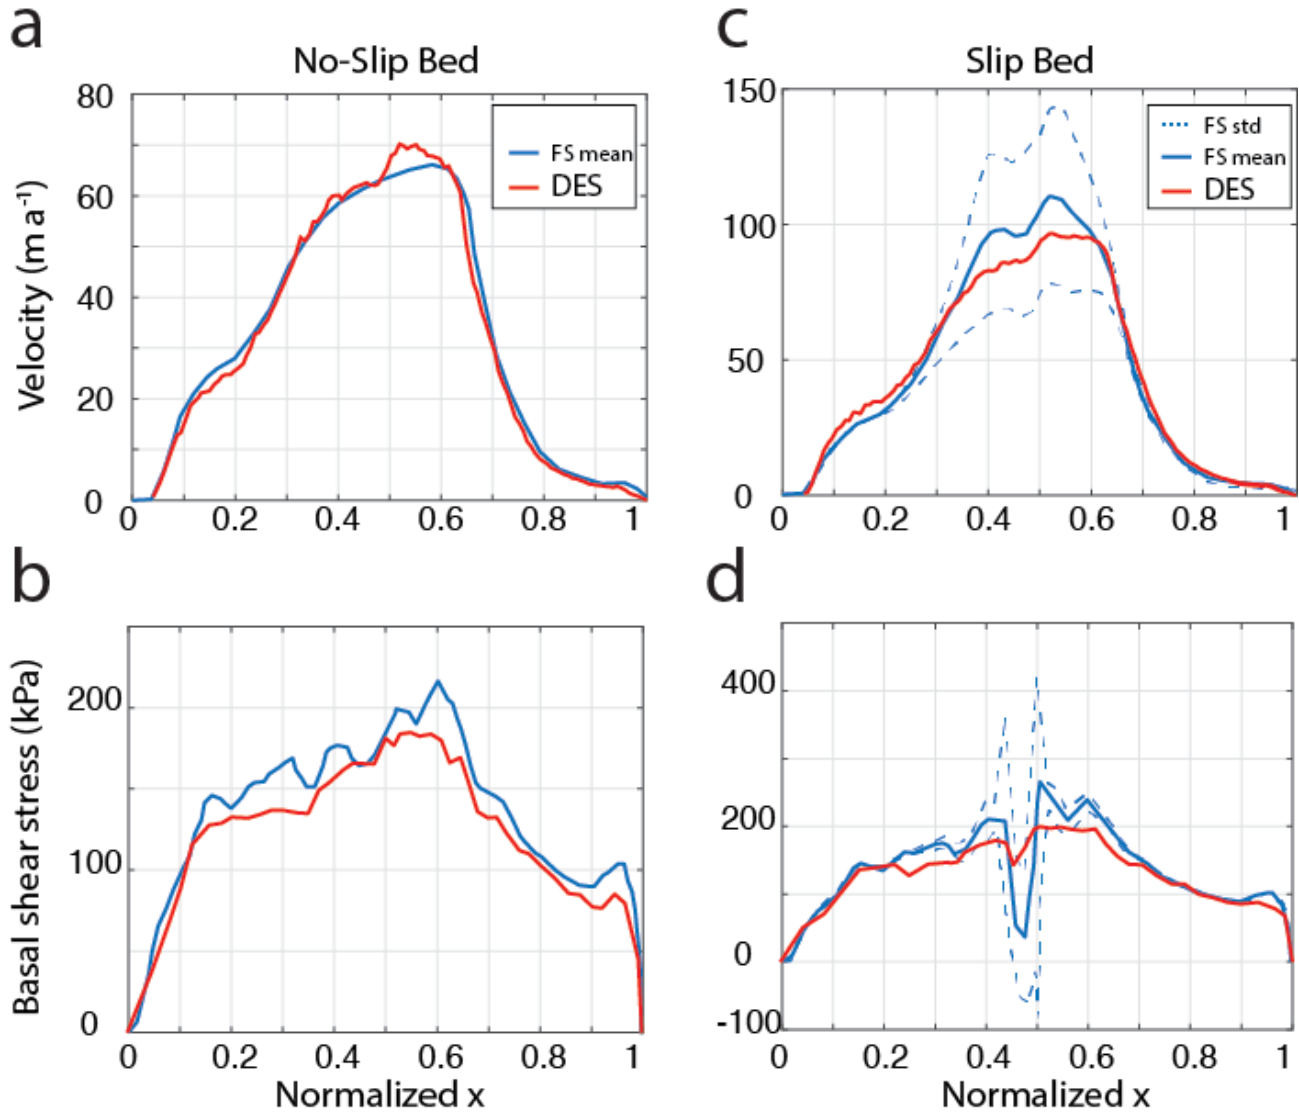 a
No-Slip Bed
80
60
40
20
0
Velocity (m a⁻¹)
FS mean
DES
0 0.2 0.4 0.6 0.8 1
c
Slip Bed
150
100
50
0
FS std
FS mean
DES
0 0.2 0.4 0.6 0.8 1
b
200
100
0
Basal shear stress (kPa)
0 0.2 0.4 0.6 0.8 1
Normalized x
d
400
200
0
-100
0 0.2 0.4 0.6 0.8 1
Normalized x